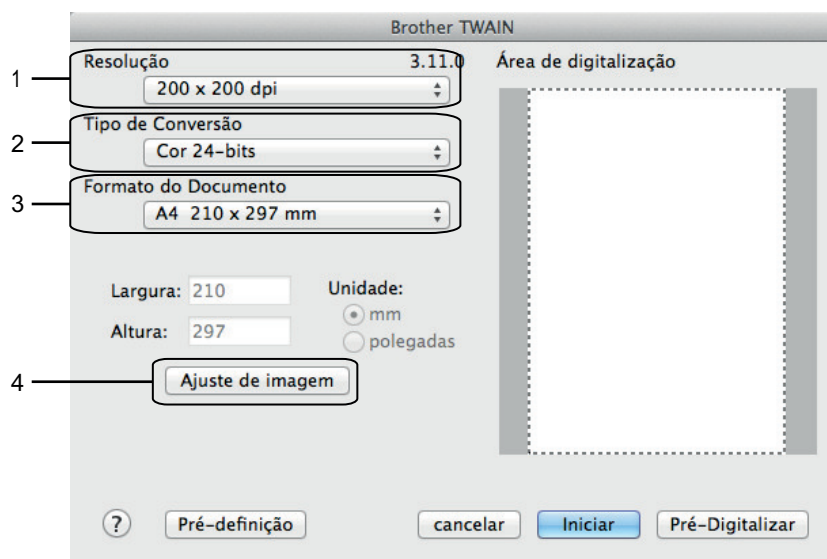 Brother TWAIN
1
Resolução 3.11.0
200 x 200 dpi
2
Tipo de Conversão
Cor 24-bits
3
Formato do Documento
A4 210 x 297 mm
Largura: 210
Altura: 297
Unidade:
mm
polegadas
4
Ajuste de imagem
Área de digitalização
?
Pré-definição
cancelar
Iniciar
Pré-Digitalizar